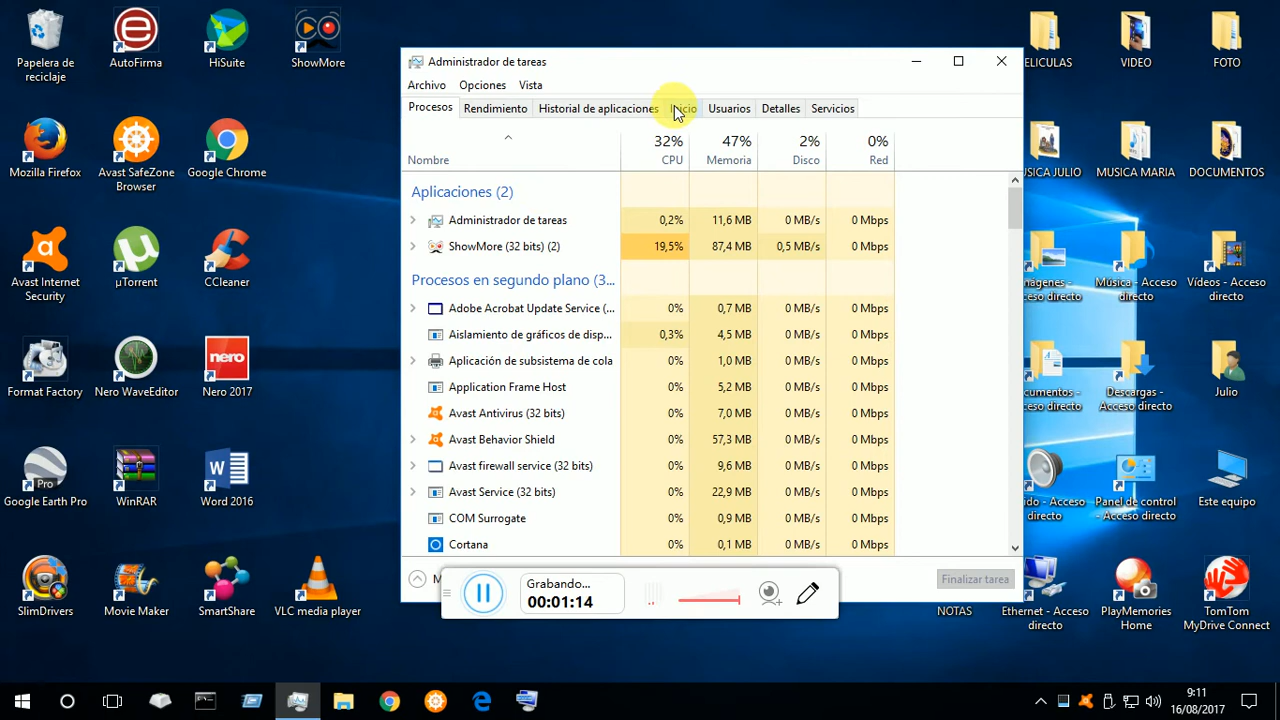 Papelera de
reciclaje
AutoFirma
HiSuite
ShowMore
Mozilla Firefox
Avast SafeZone
Browser
Google Chrome
Avast Internet
Security
µTorrent
CCleaner
Format Factory
Nero WaveEditor
Nero 2017
Pro
Google Earth Pro
WinRAR
Word 2016
SlimDrivers
Movie Maker
SmartShare
VLC media player
Administrador de tareas
Archivo Opciones Vista
Procesos Rendimiento Historial de aplicaciones Inicio Usuarios Detalles Servicios
32% 47% 2% 0%
Nombre CPU Memoria Disco Red
Aplicaciones (2)
Administrador de tareas 0,2% 11,6 MB 0 MB/s 0 Mbps
ShowMore (32 bits) (2) 19,5% 87,4 MB 0,5 MB/s 0 Mbps
Procesos en segundo plano (3...
Adobe Acrobat Update Service (... 0% 0,7 MB 0 MB/s 0 Mbps
Aislamiento de gráficos de disp... 0,3% 4,5 MB 0 MB/s 0 Mbps
Aplicación de subsistema de cola 0% 1,0 MB 0 MB/s 0 Mbps
Application Frame Host 0% 5,2 MB 0 MB/s 0 Mbps
Avast Antivirus (32 bits) 0% 7,0 MB 0 MB/s 0 Mbps
Avast Behavior Shield 0% 57,3 MB 0 MB/s 0 Mbps
Avast firewall service (32 bits) 0% 9,6 MB 0 MB/s 0 Mbps
Avast Service (32 bits) 0% 22,9 MB 0 MB/s 0 Mbps
COM Surrogate 0% 0,9 MB 0 MB/s 0 Mbps
Cortana 0% 0,1 MB 0 MB/s 0 Mbps
M
Finalizar tarea
Grabando...
00:01:14
ELICULAS
VIDEO
FOTO
SICA JULIO
MUSICA MARIA
DOCUMENTOS
mágenes -
Acceso directo
Música - Acceso
directo
Vídeos - Acceso
directo
cumentos -
Acceso directo
Descargas -
Acceso directo
Julio
ido - Acceso
directo
Panel de control
- Acceso directo
Este equipo
NOTAS
Ethernet - Acceso
directo
PlayMemories
Home
TomTom
MyDrive Connect
9:11
16/08/2017